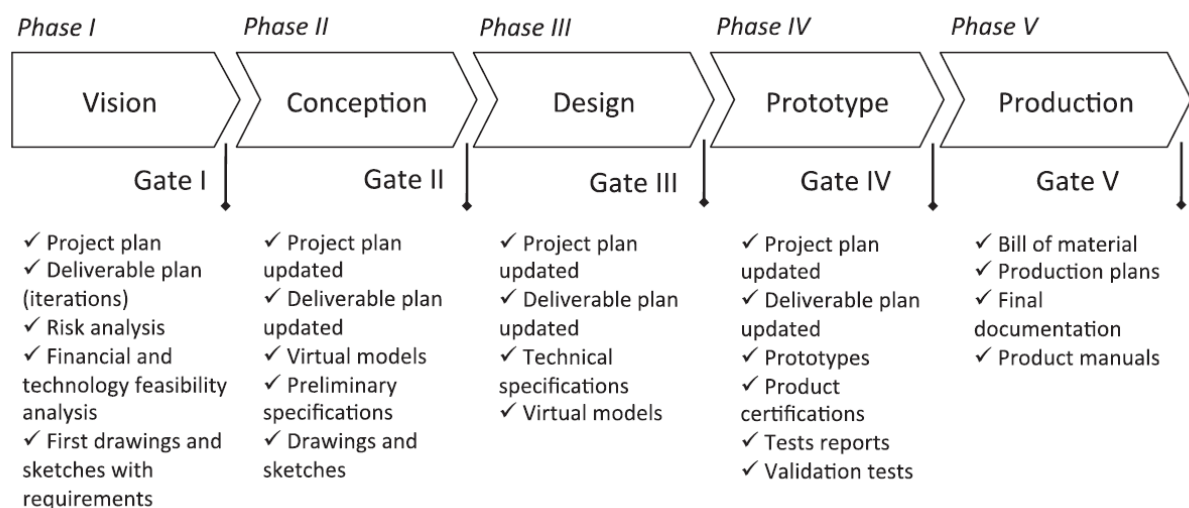 Phase I
Phase II
Phase III
Phase IV
Phase V
Vision
Conception
Design
Prototype
Production
Gate I
Gate II
Gate III
Gate IV
Gate V
✓ Project plan
✓ Deliverable plan
(iterations)
✓ Risk analysis
✓ Financial and
technology feasibility
analysis
✓ First drawings and
sketches with
requirements
✓ Project plan
updated
✓ Deliverable plan
updated
✓ Virtual models
✓ Preliminary
specifications
✓ Drawings and
sketches
✓ Project plan
updated
✓ Deliverable plan
updated
✓ Technical
specifications
✓ Virtual models
✓ Project plan
updated
✓ Deliverable plan
updated
✓ Prototypes
✓ Product
certifications
✓ Tests reports
✓ Validation tests
✓ Bill of material
✓ Production plans
✓ Final
documentation
✓ Product manuals